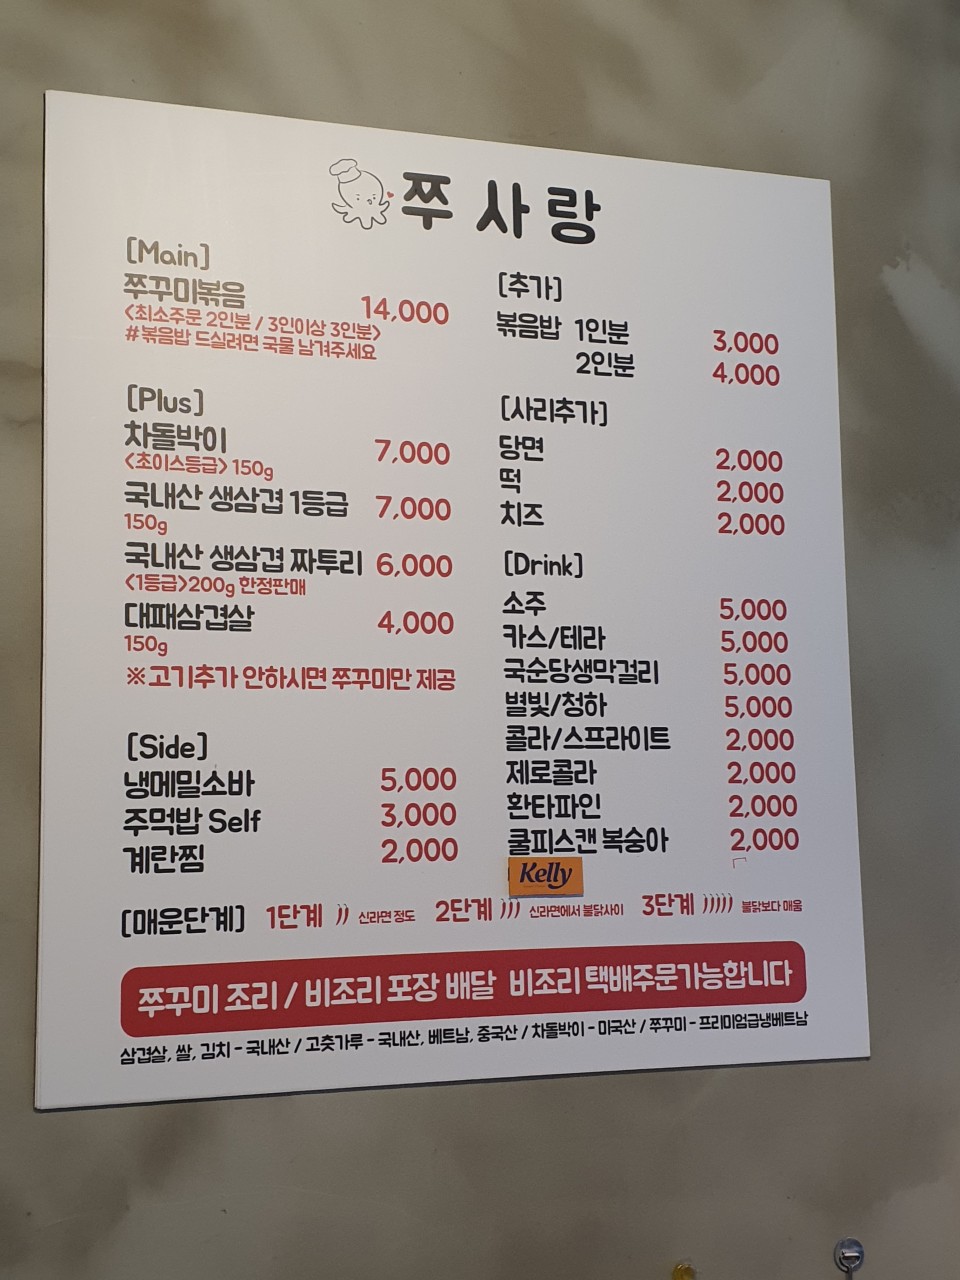 쭈 사랑
[Main]
쭈꾸미볶음 14,000
<최소주문 2인분 / 3인이상 3인분>
#볶음밥 드실려면 국물 남겨주세요
[Plus]
차돌박이 7,000
<초이스등급> 150g
국내산 생삼겹 1등급 7,000
150g
국내산 생삼겹 짜투리 6,000
<1등급>200g 한정판매
대패삼겹살 4,000
150g
※고기추가 안하시면 쭈꾸미만 제공
[Side]
냉메밀소바 5,000
주먹밥 Self 3,000
계란찜 2,000
[추가]
볶음밥 1인분 3,000
2인분 4,000
[사리추가]
당면 2,000
떡 2,000
치즈 2,000
[Drink]
소주 5,000
카스/테라 5,000
국순당생막걸리 5,000
별빛/청하 5,000
콜라/스프라이트 2,000
제로콜라 2,000
환타파인 2,000
쿨피스캔 복숭아 2,000
Kelly
[매운단계] 1단계 신라면 정도 2단계 신라면에서 불닭사이 3단계 불닭보다 매움
쭈꾸미 조리 / 비조리 포장 배달 비조리 택배주문가능합니다
삼겹살, 쌀, 김치 - 국내산 / 고춧가루 - 국내산, 베트남, 중국산 / 차돌박이 - 미국산 / 쭈꾸미 - 프리미엄급냉베트남